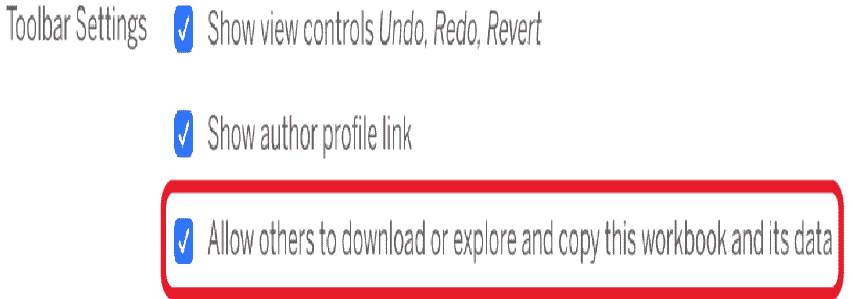 Toolbar Settings Show view controls Undo, Redo, Revert
Show author profile link
Allow others to download or explore and copy this workbook and its data